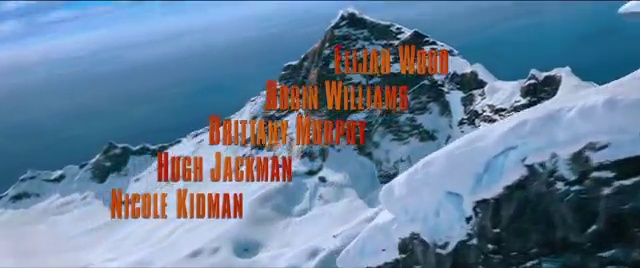 Elijah Wood
Robin Williams
Brittany Murphy
Hugh Jackman
Nicole Kidman